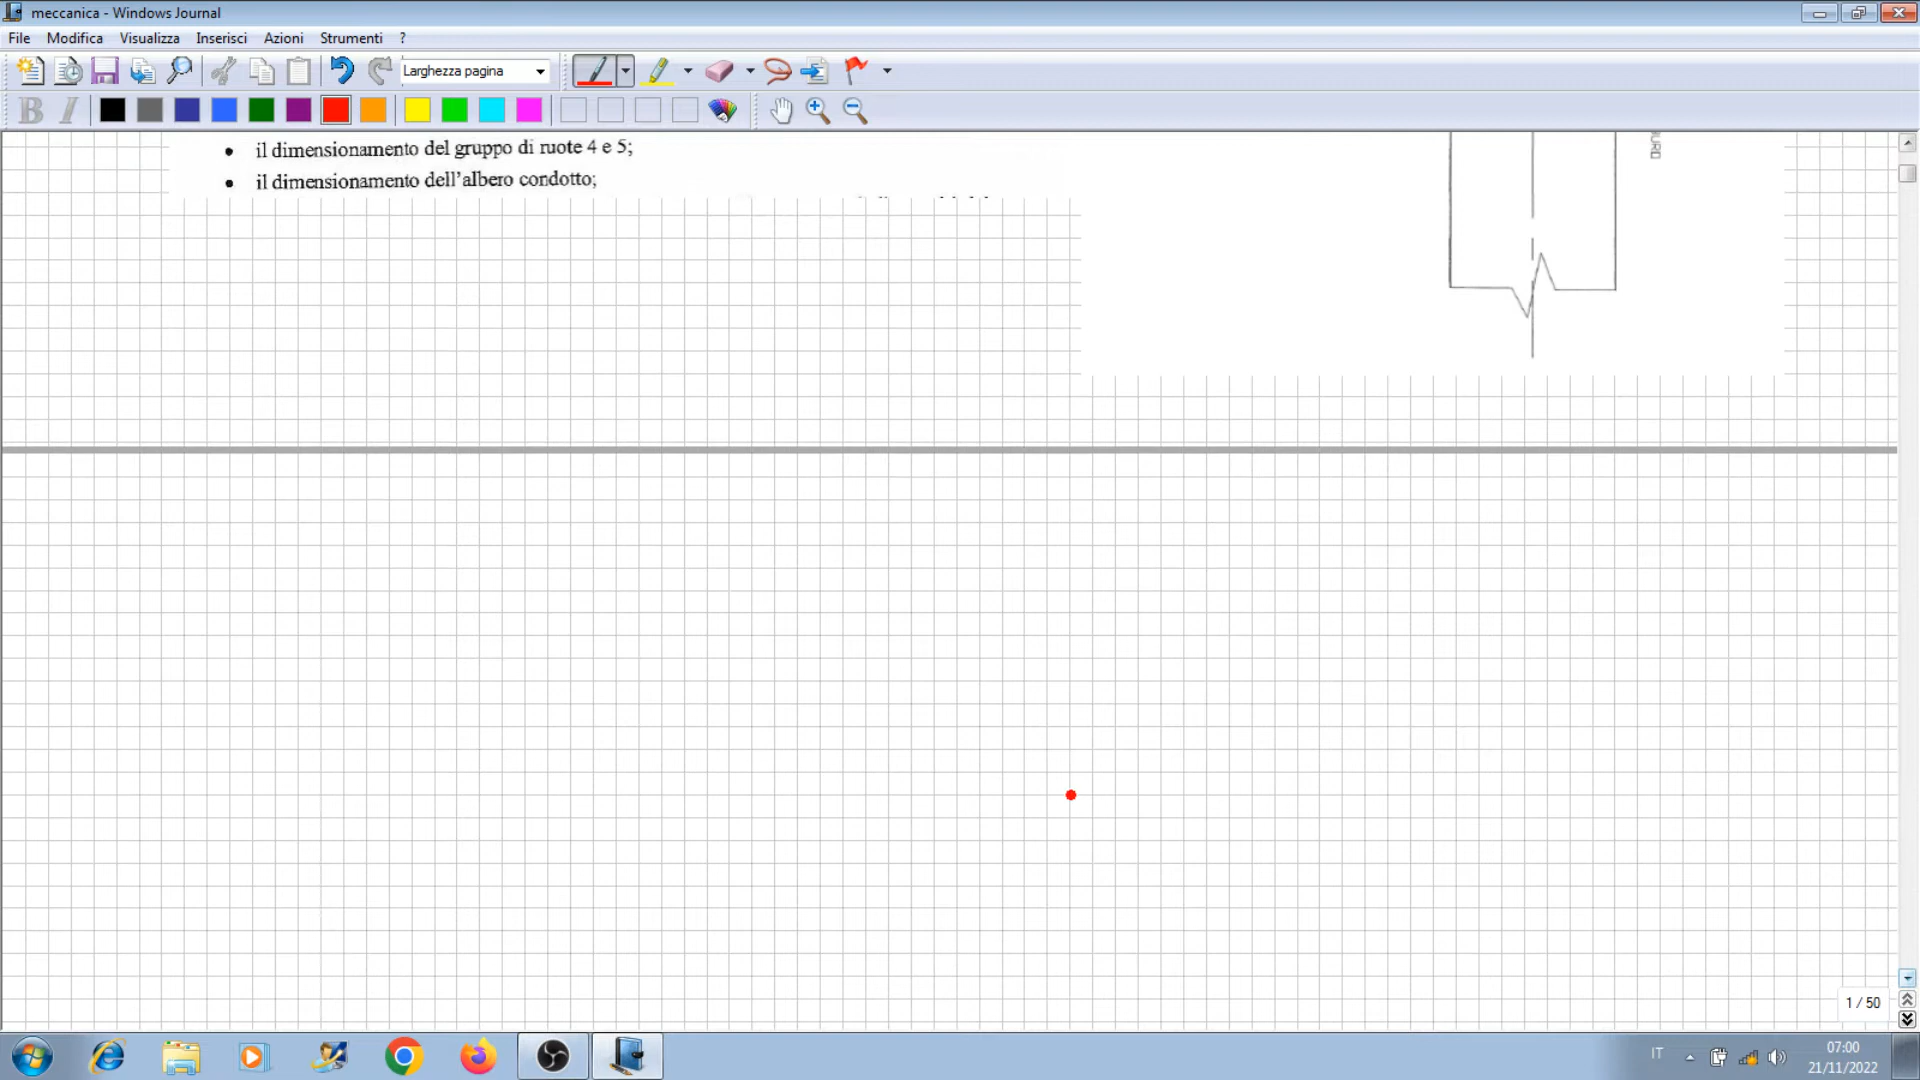 meccanica - Windows Journal
File Modifica Visualizza Inserisci Azioni Strumenti ?
Larghezza pagina
B I
• il dimensionamento del gruppo di ruote 4 e 5;
• il dimensionamento dell'albero condotto;
1 / 50
IT
07:00
21/11/2022